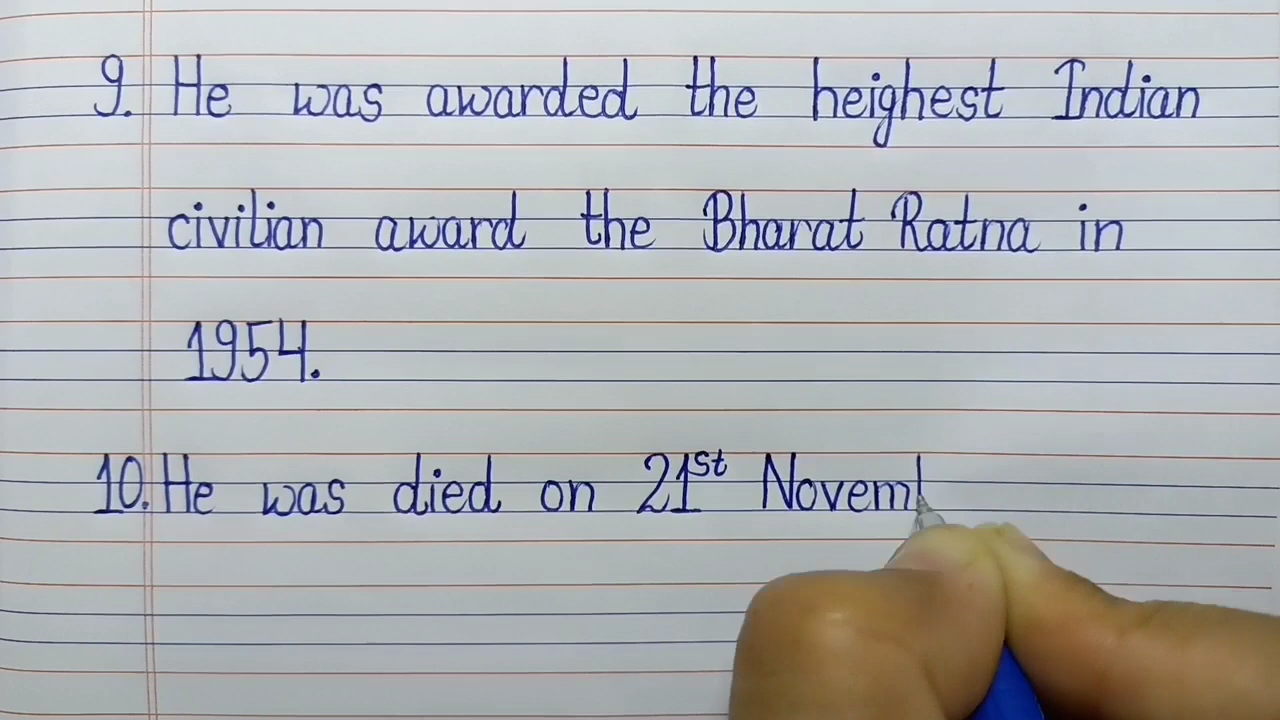 9. He was awarded the heighest Indian
civilian award the Bharat Ratna in
1954.
10. He was died on 21st Novem